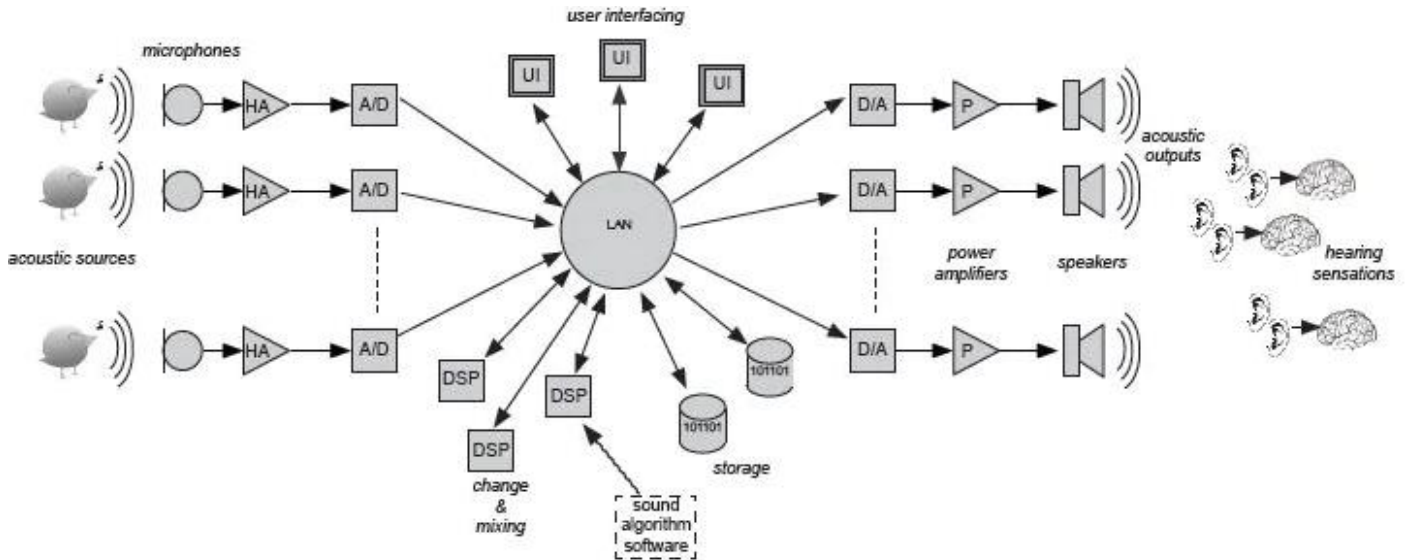 user interfacing
microphones
UI
UI
UI
HA
A/D
D/A
P
acoustic
outputs
HA
A/D
LAN
D/A
P
acoustic sources
power
amplifiers
speakers
hearing
sensations
HA
A/D
D/A
P
DSP
DSP
101101
DSP
101101
storage
change
&
mixing
sound
algorithm
software